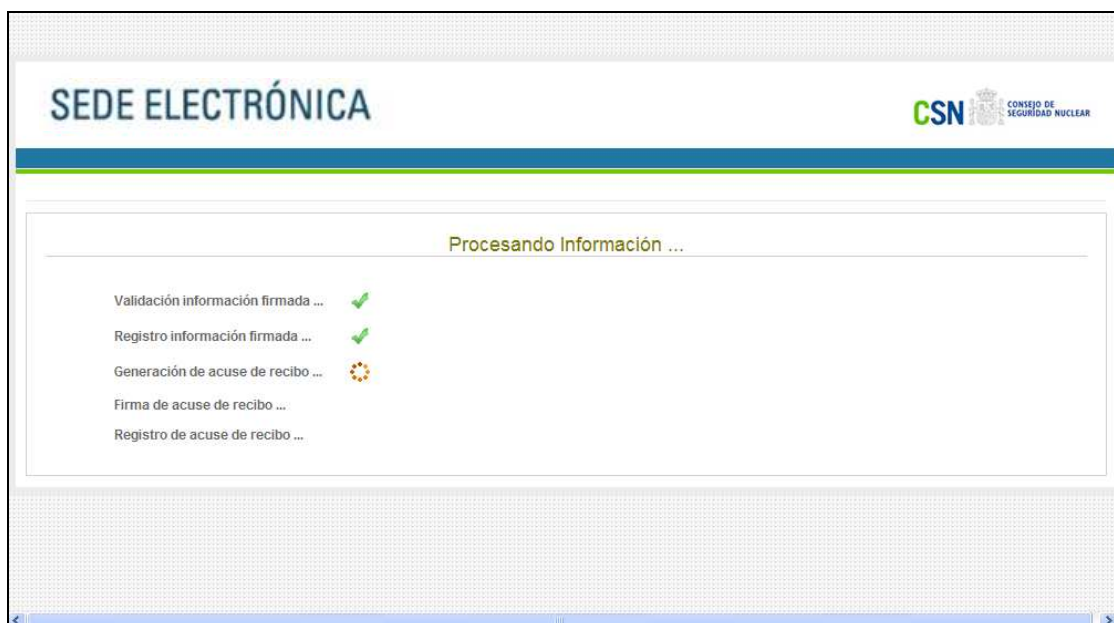 SEDE ELECTRÓNICA
CSN
CONSEJO DE
SEGURIDAD NUCLEAR
Procesando Información ...
Validación información firmada ...
Registro información firmada ...
Generación de acuse de recibo ...
Firma de acuse de recibo ...
Registro de acuse de recibo ...